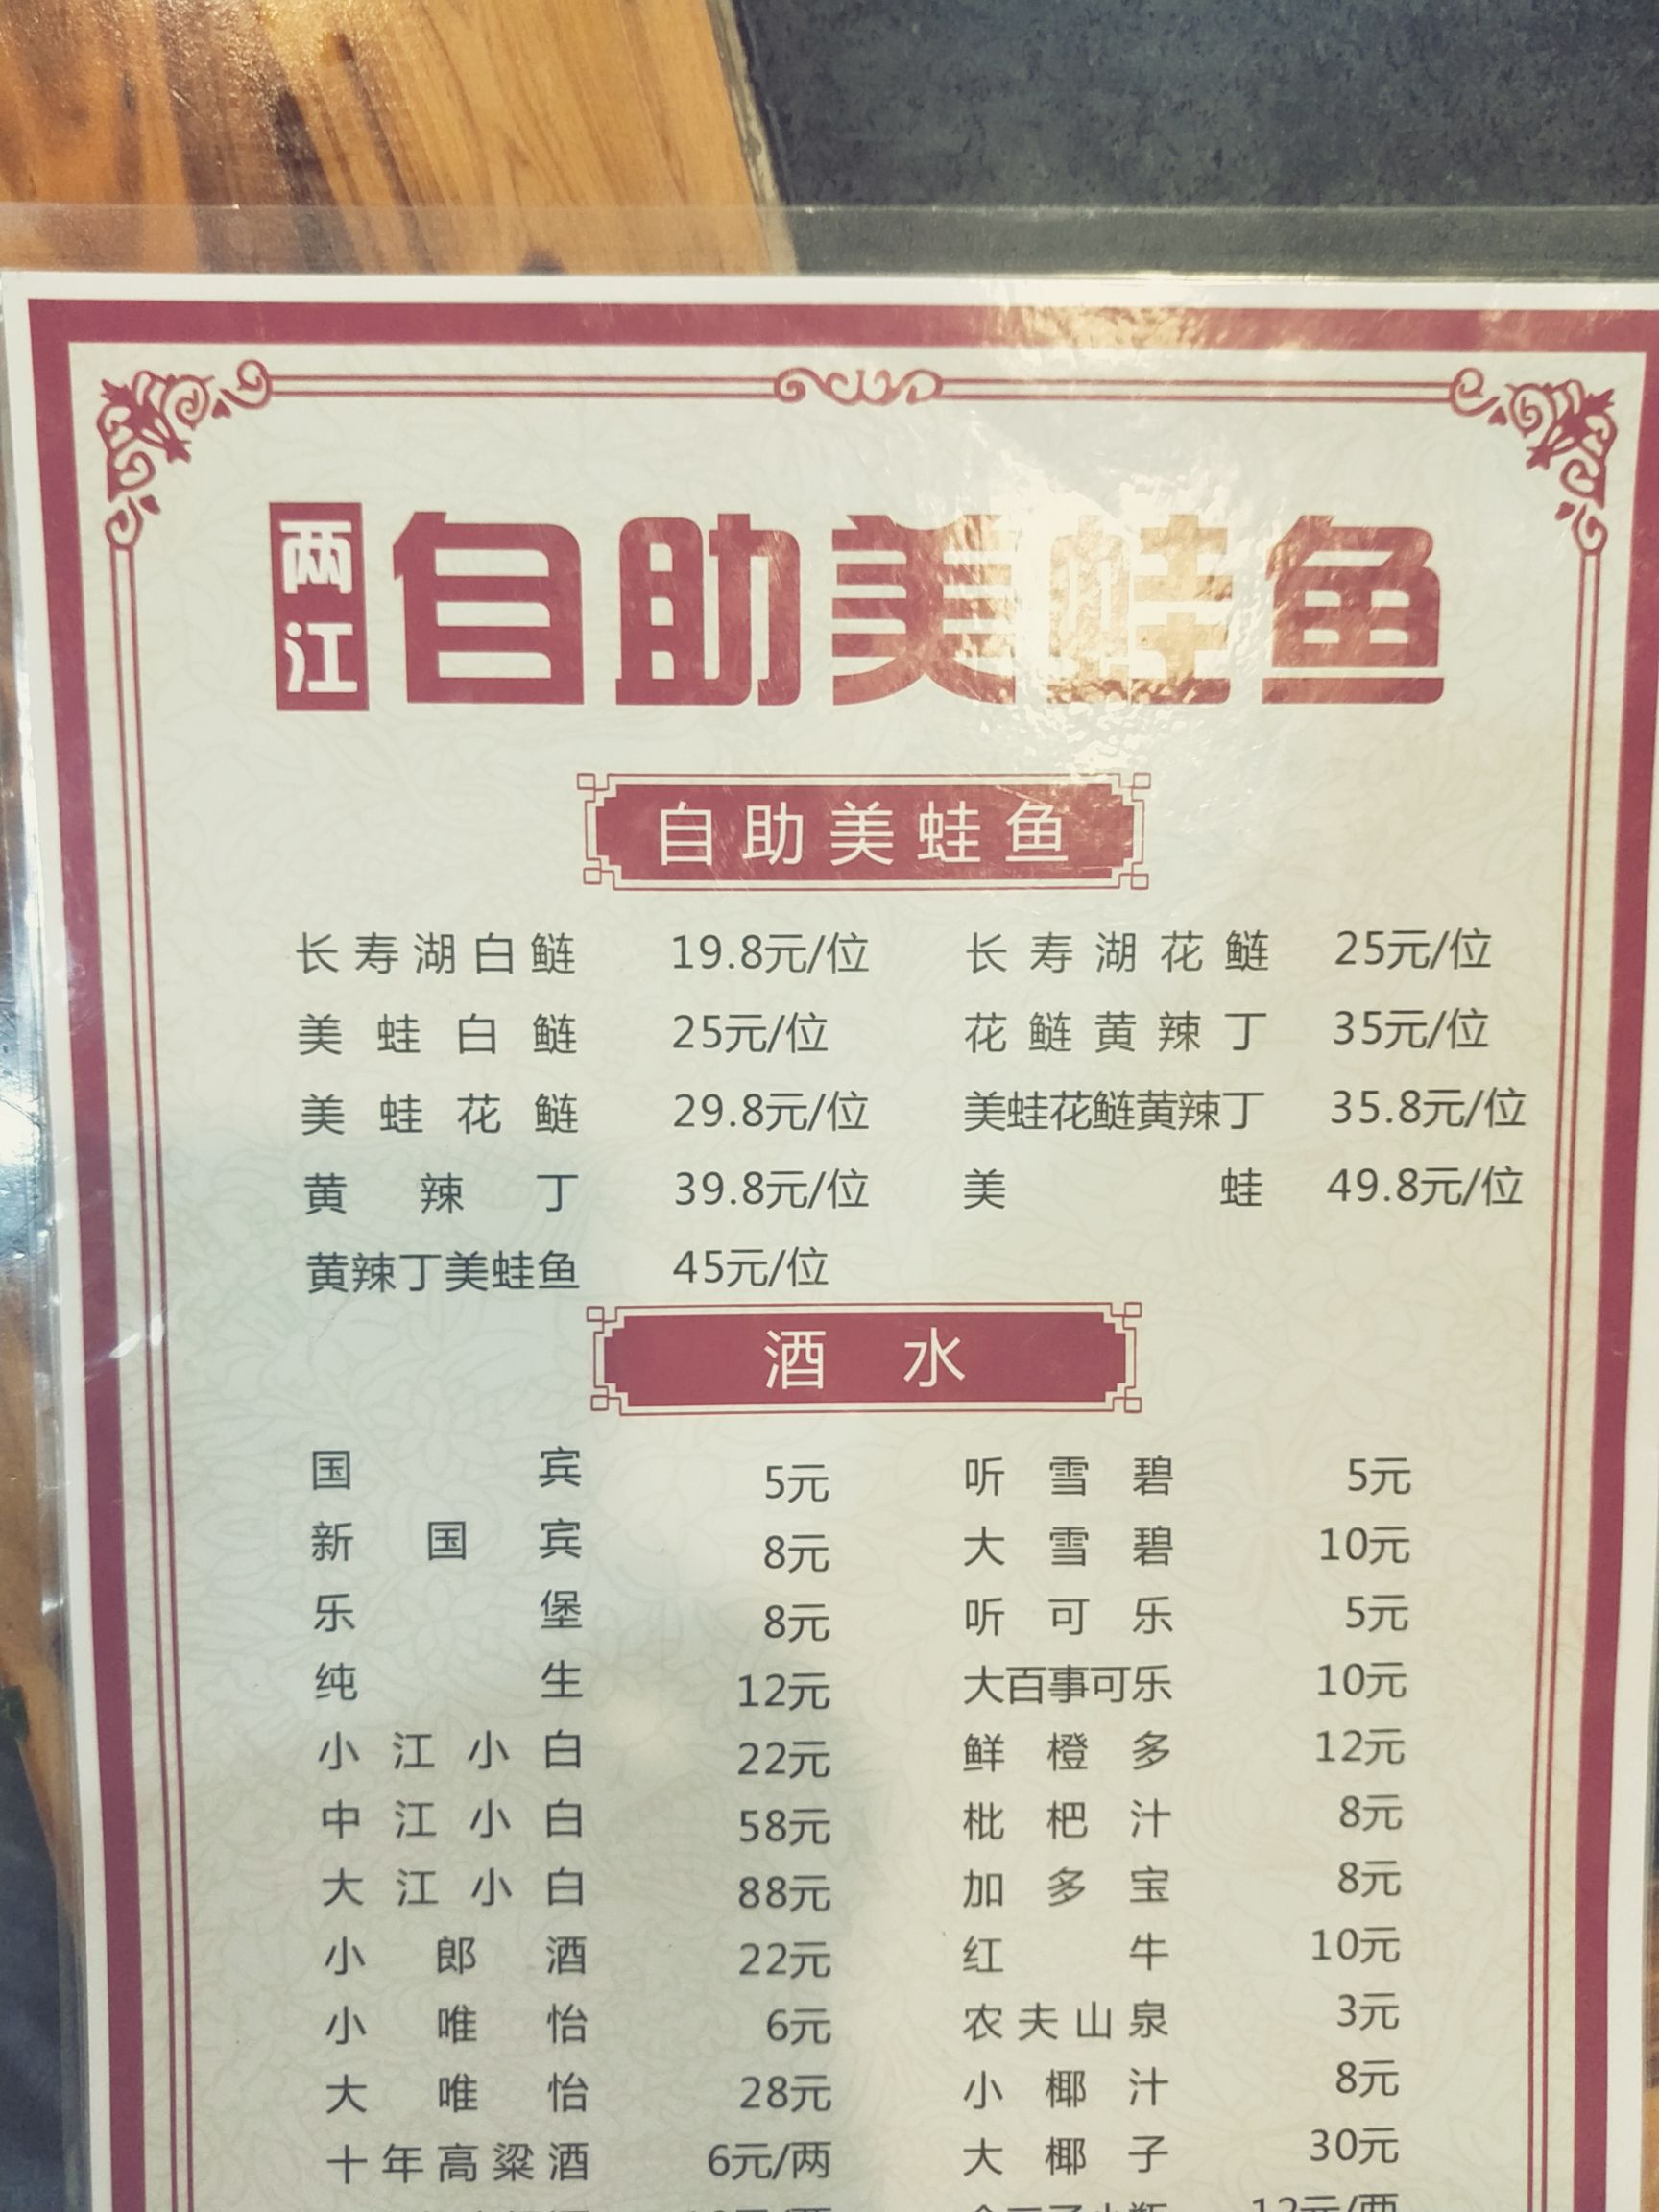 两江
自助美蛙鱼
自助美蛙鱼
长寿湖白鲢 19.8元/位 长寿湖花鲢 25元/位
美蛙白鲢 25元/位 花鲢黄辣丁 35元/位
美蛙花鲢 29.8元/位 美蛙花鲢黄辣丁 35.8元/位
黄辣丁 39.8元/位 美蛙 49.8元/位
黄辣丁美蛙鱼 45元/位
酒水
国宾 5元 听雪碧 5元
新国宾 8元 大雪碧 10元
乐堡 8元 听可乐 5元
纯生 12元 大百事可乐 10元
小江小白 22元 鲜橙多 12元
中江小白 58元 枇杷汁 8元
大江小白 88元 加多宝 8元
小郎酒 22元 红牛 10元
小唯怡 6元 农夫山泉 3元
大唯怡 28元 小椰汁 8元
十年高粱酒 6元/两 大椰子 30元
12元/两